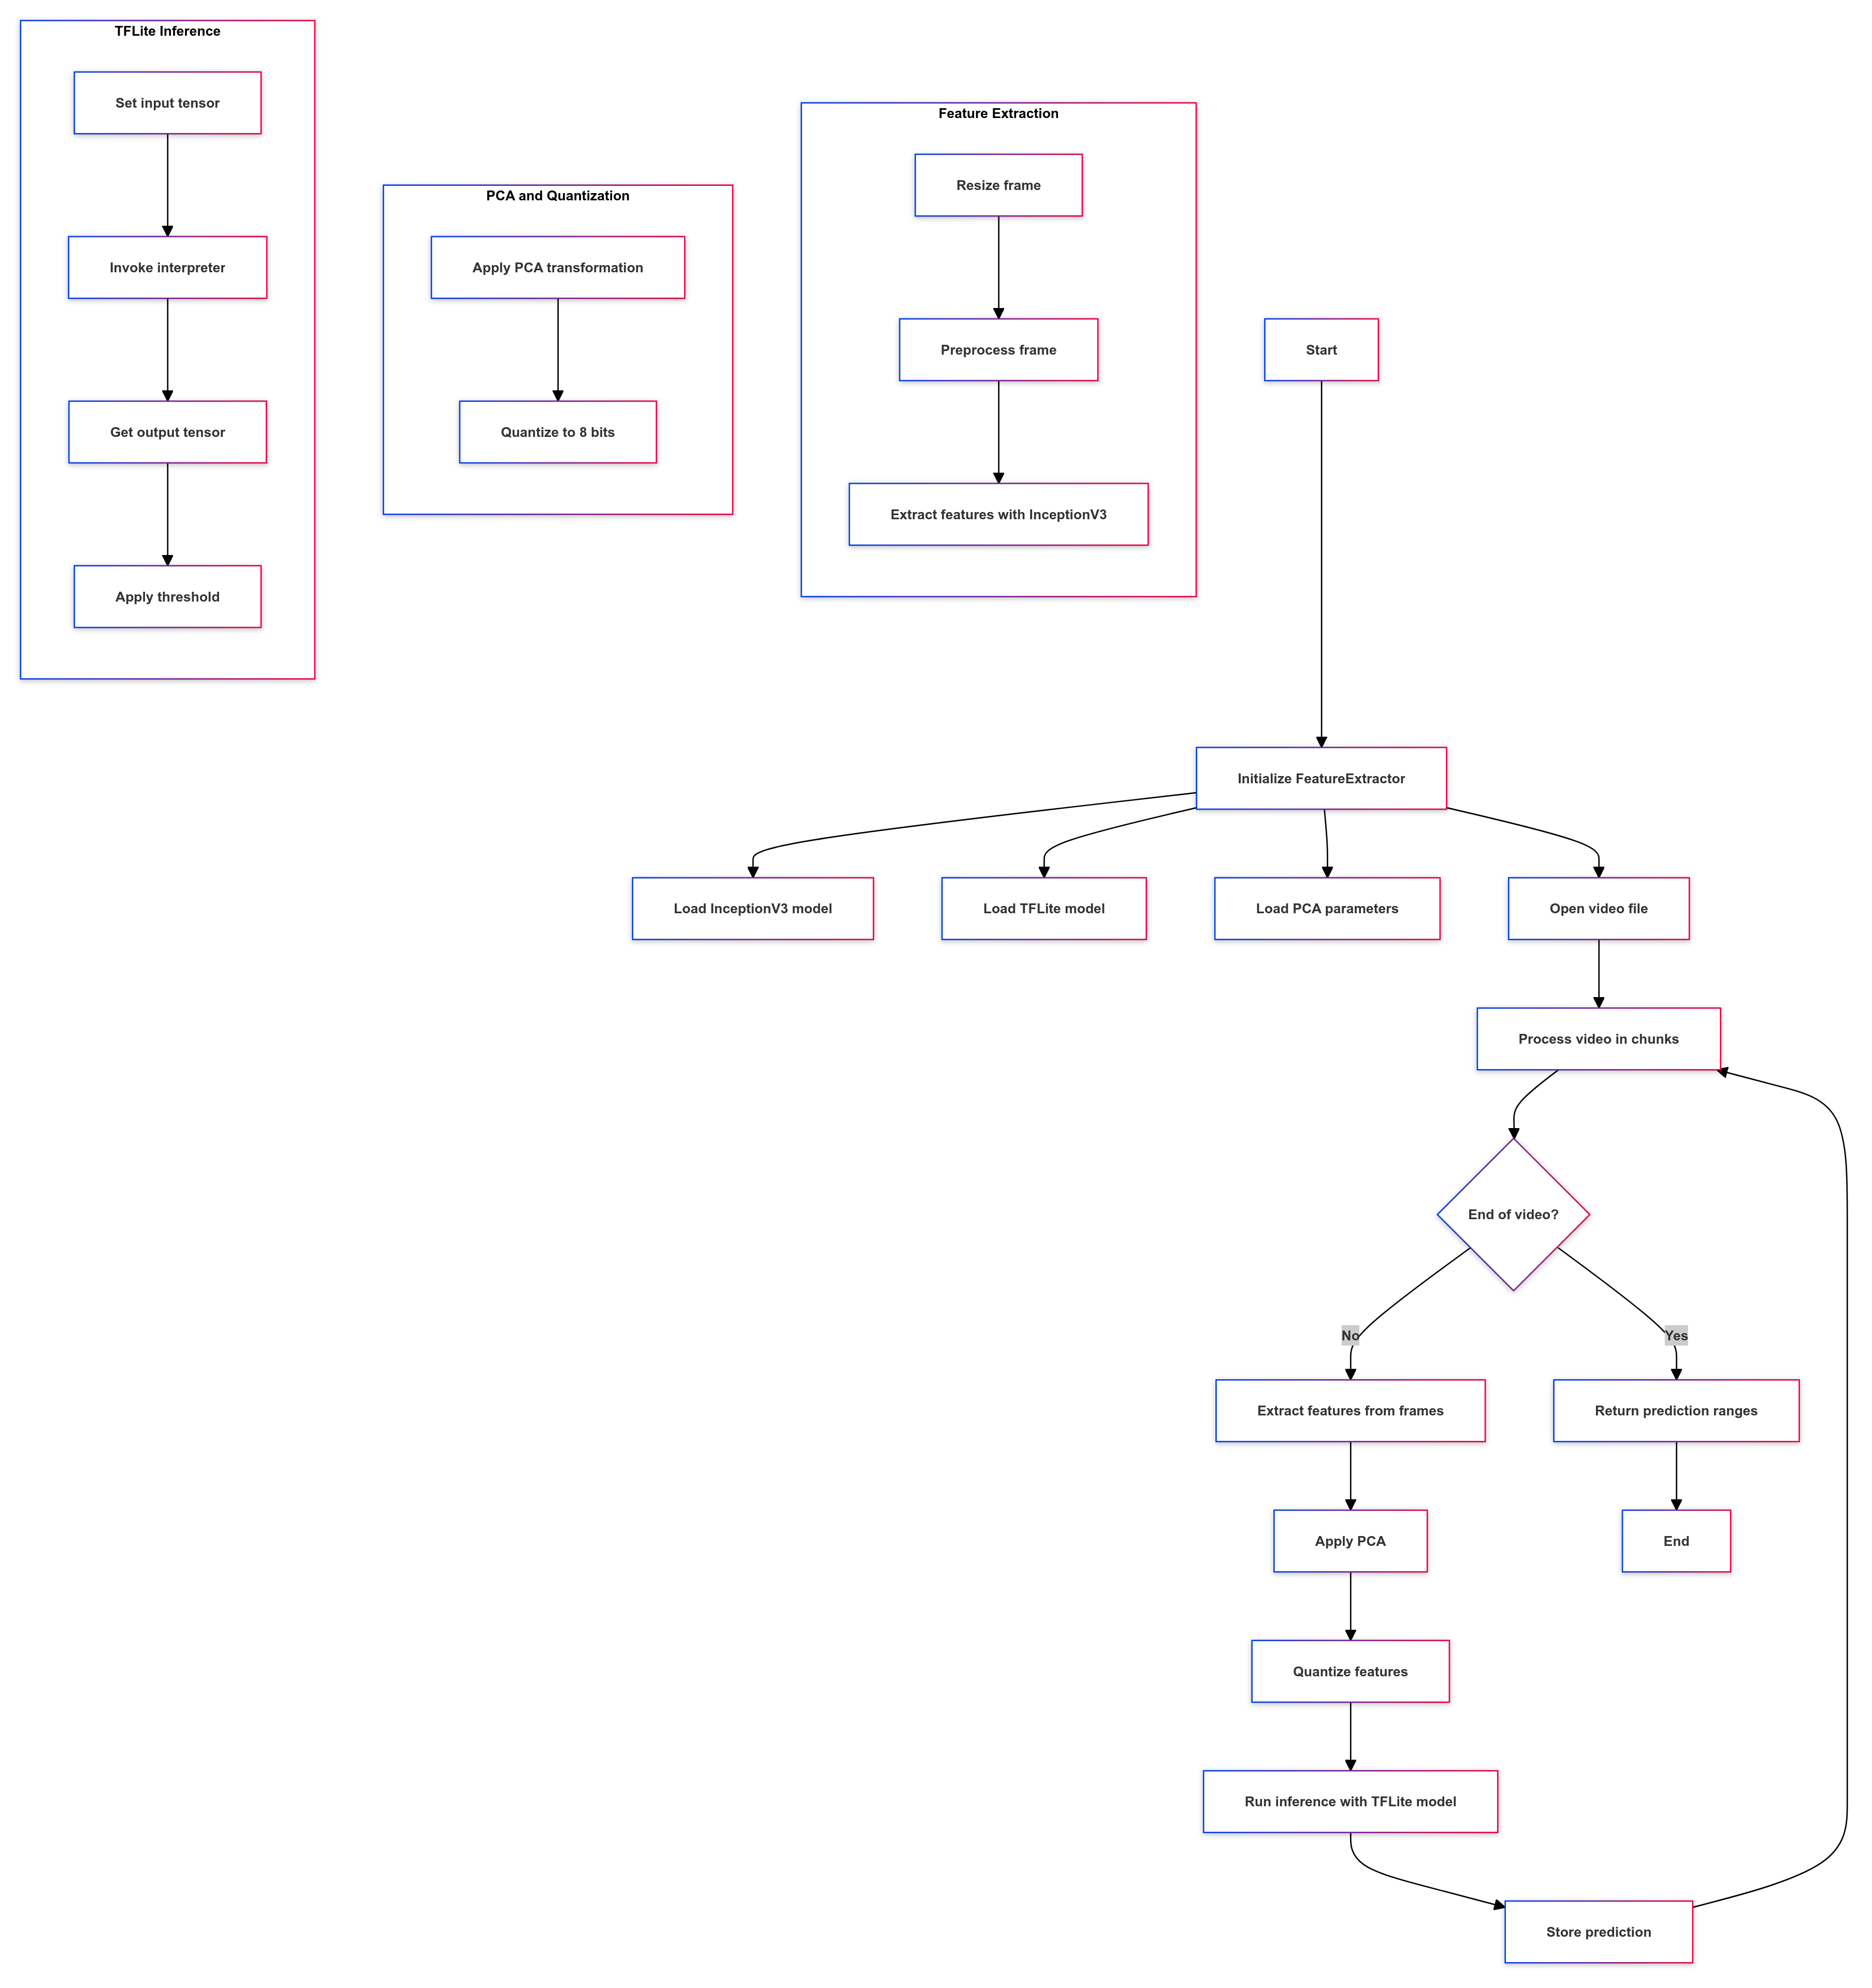 TFLite Inference
Set input tensor
Invoke interpreter
Get output tensor
Apply threshold
PCA and Quantization
Apply PCA transformation
Quantize to 8 bits
Feature Extraction
Resize frame
Preprocess frame
Extract features with InceptionV3
Start
Initialize FeatureExtractor
Load InceptionV3 model
Load TFLite model
Load PCA parameters
Open video file
Process video in chunks
End of video?
No
Yes
Extract features from frames
Return prediction ranges
Apply PCA
End
Quantize features
Run inference with TFLite model
Store prediction